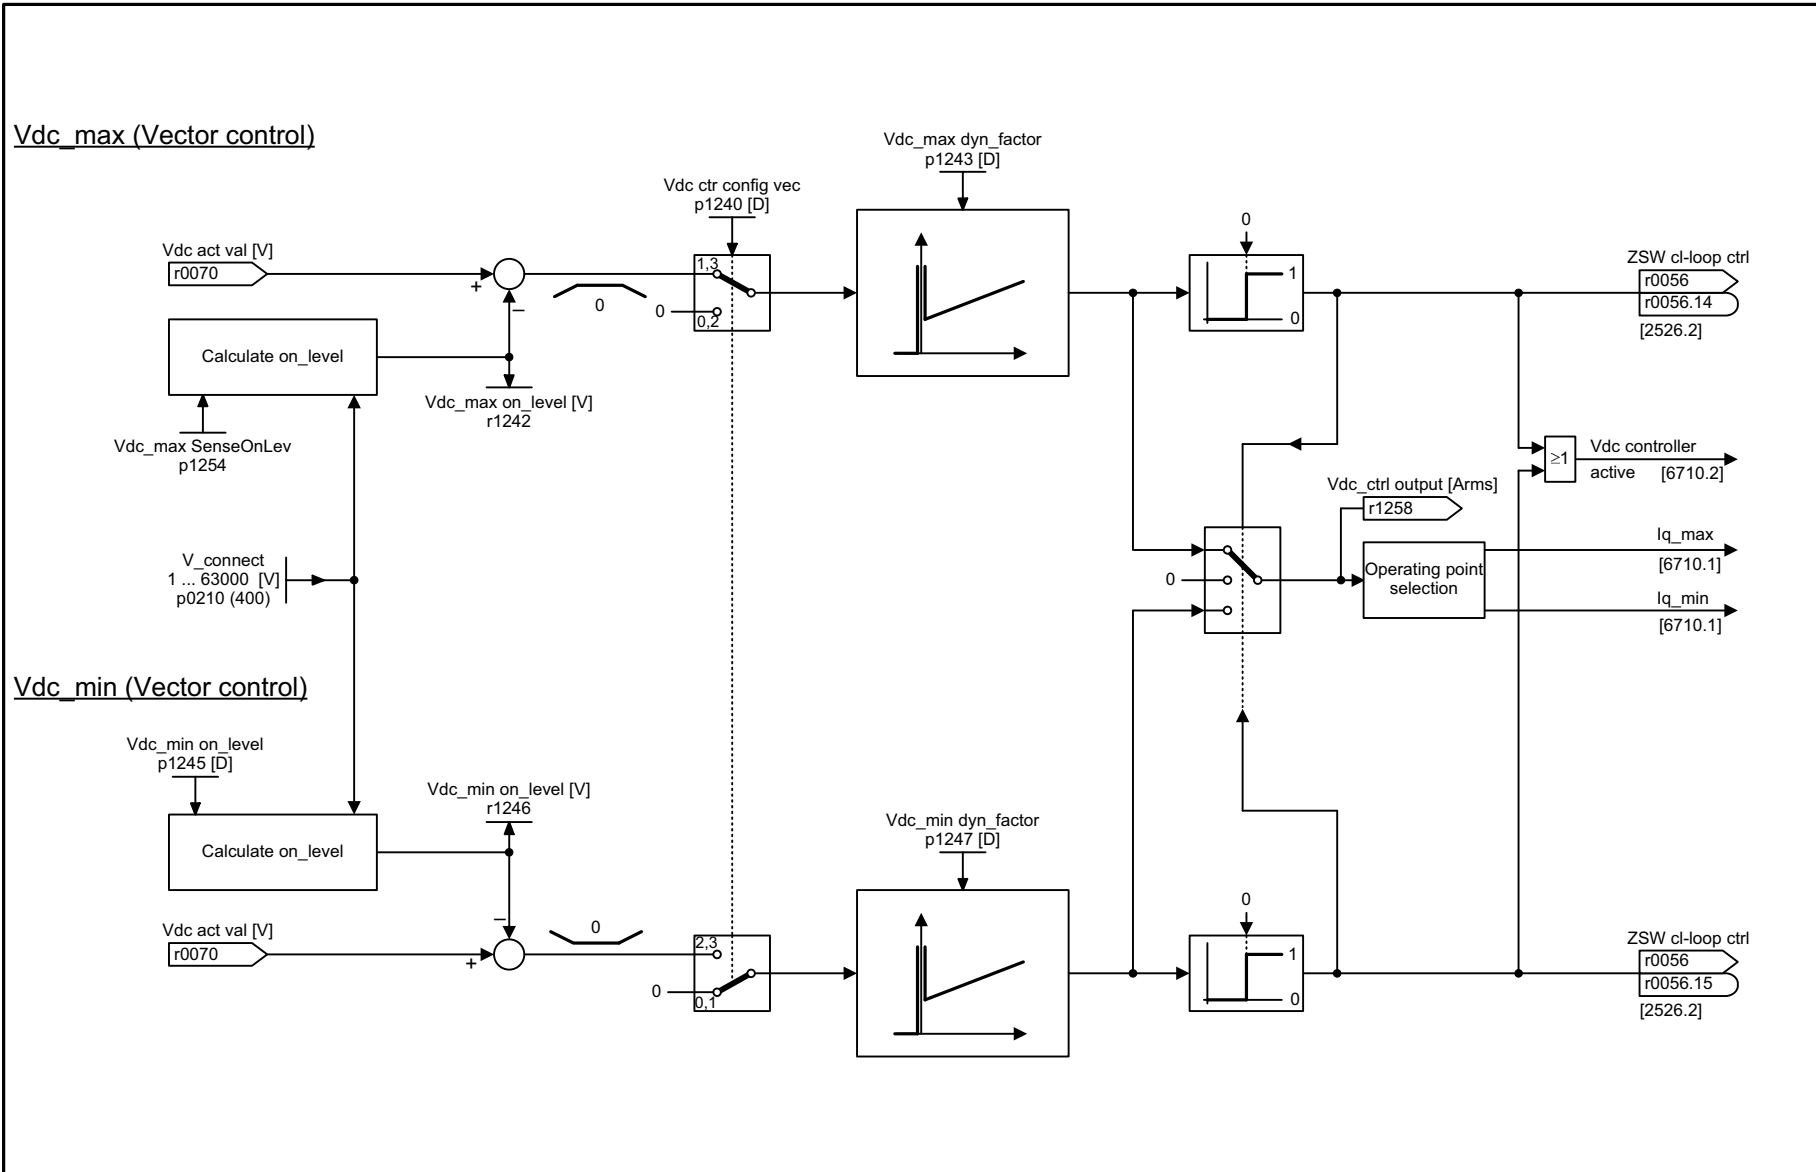 Vdc_max (Vector control)
Vdc_max dyn_factor
p1243 [D]
Vdc ctr config vec
p1240 [D]
Vdc act val [V]
r0070
+
–
0
1,3
0
0,2
0
1
0
ZSW cl-loop ctrl
r0056
r0056.14
[2526.2]
Calculate on_level
Vdc_max on_level [V]
r1242
Vdc_max SenseOnLev
p1254
≥1
Vdc controller
active [6710.2]
Vdc_ctrl output [Arms]
r1258
V_connect
1 ... 63000 [V]
p0210 (400)
0
Operating point
selection
Iq_max
[6710.1]
Iq_min
[6710.1]
Vdc_min (Vector control)
Vdc_min on_level
p1245 [D]
Vdc_min on_level [V]
r1246
Calculate on_level
Vdc_min dyn_factor
p1247 [D]
Vdc act val [V]
r0070
+
–
0
2,3
0
0,1
0
1
0
ZSW cl-loop ctrl
r0056
r0056.15
[2526.2]